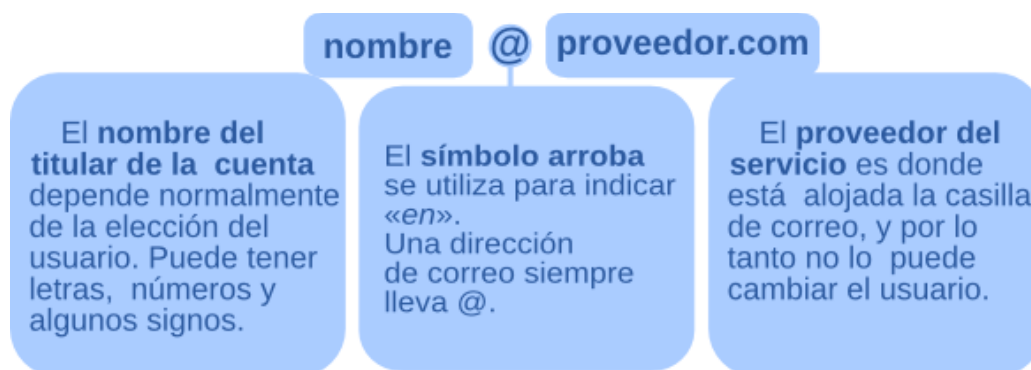 nombre @ proveedor.com
El nombre del
titular de la cuenta
depende normalmente
de la elección del
usuario. Puede tener
letras, números y
algunos signos.
El símbolo arroba
se utiliza para indicar
«en».
Una dirección
de correo siempre
lleva @.
El proveedor del
servicio es donde
está alojada la casilla
de correo, y por lo
tanto no lo puede
cambiar el usuario.